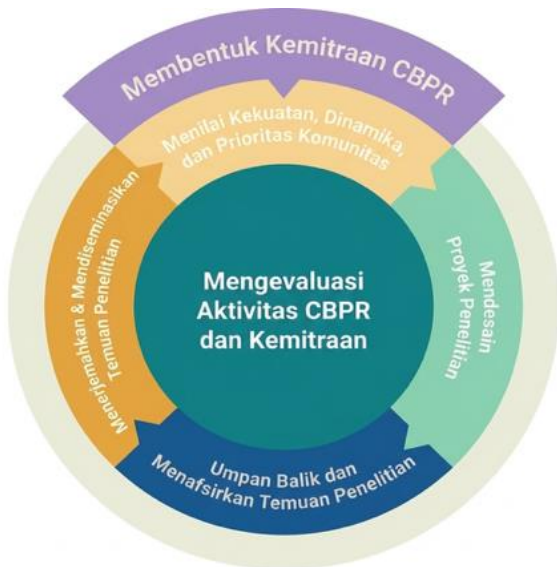 Membentuk Kemitraan CBPR
Menilai Kekuatan, Dinamika,
dan Prioritas Komunitas
Mendesain
Proyek Penelitian
Umpan Balik dan
Menafsirkan Temuan Penelitian
Menerjemahkan & Mendiseminasikan
Temuan Penelitian
Mengevaluasi
Aktivitas CBPR
dan Kemitraan